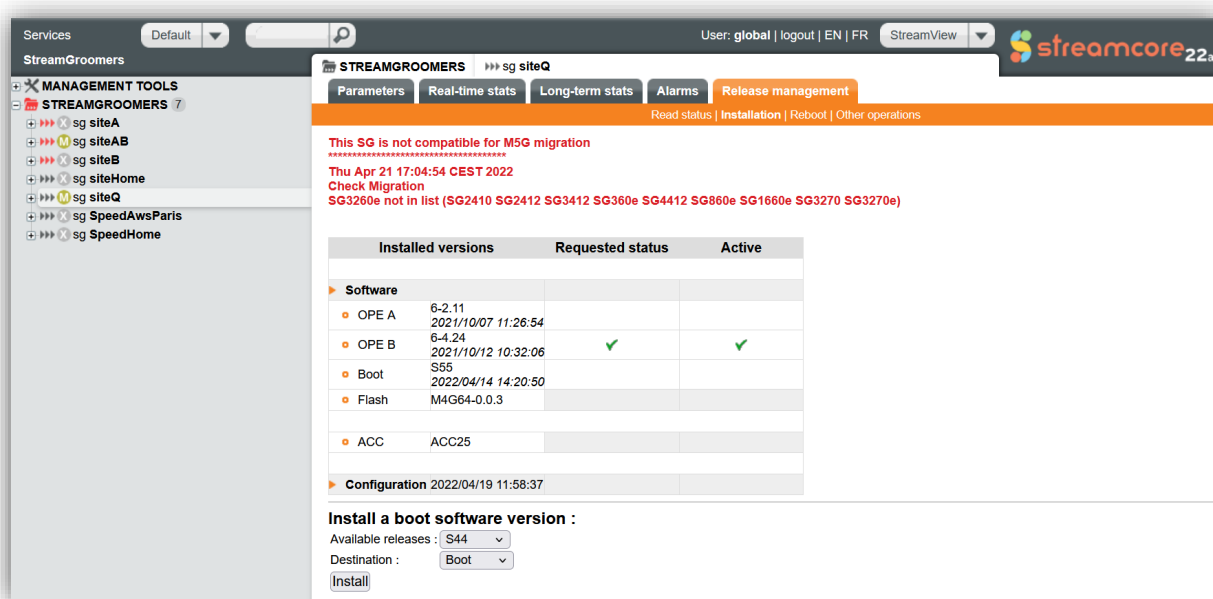 Services Default User: global | logout | EN | FR StreamView streamcore 22a
StreamGroomers
STREAMGROOMERS sg siteQ
MANAGEMENT TOOLS
STREAMGROOMERS 7
sg siteA
sg siteAB
sg siteB
sg siteHome
sg siteQ
sg SpeedAwsParis
sg SpeedHome
Parameters Real-time stats Long-term stats Alarms Release management
Read status | Installation | Reboot | Other operations
This SG is not compatible for M5G migration
************************************
Thu Apr 21 17:04:54 CEST 2022
Check Migration
SG3260e not in list (SG2410 SG2412 SG3412 SG360e SG4412 SG860e SG1660e SG3270 SG3270e)
Installed versions Requested status Active
Software
OPE A 6-2.11
2021/10/07 11:26:54
OPE B 6-4.24
2021/10/12 10:32:06
Boot S55
2022/04/14 14:20:50
Flash M4G64-0.0.3
ACC ACC25
Configuration 2022/04/19 11:58:37
Install a boot software version :
Available releases : S44
Destination : Boot
Install